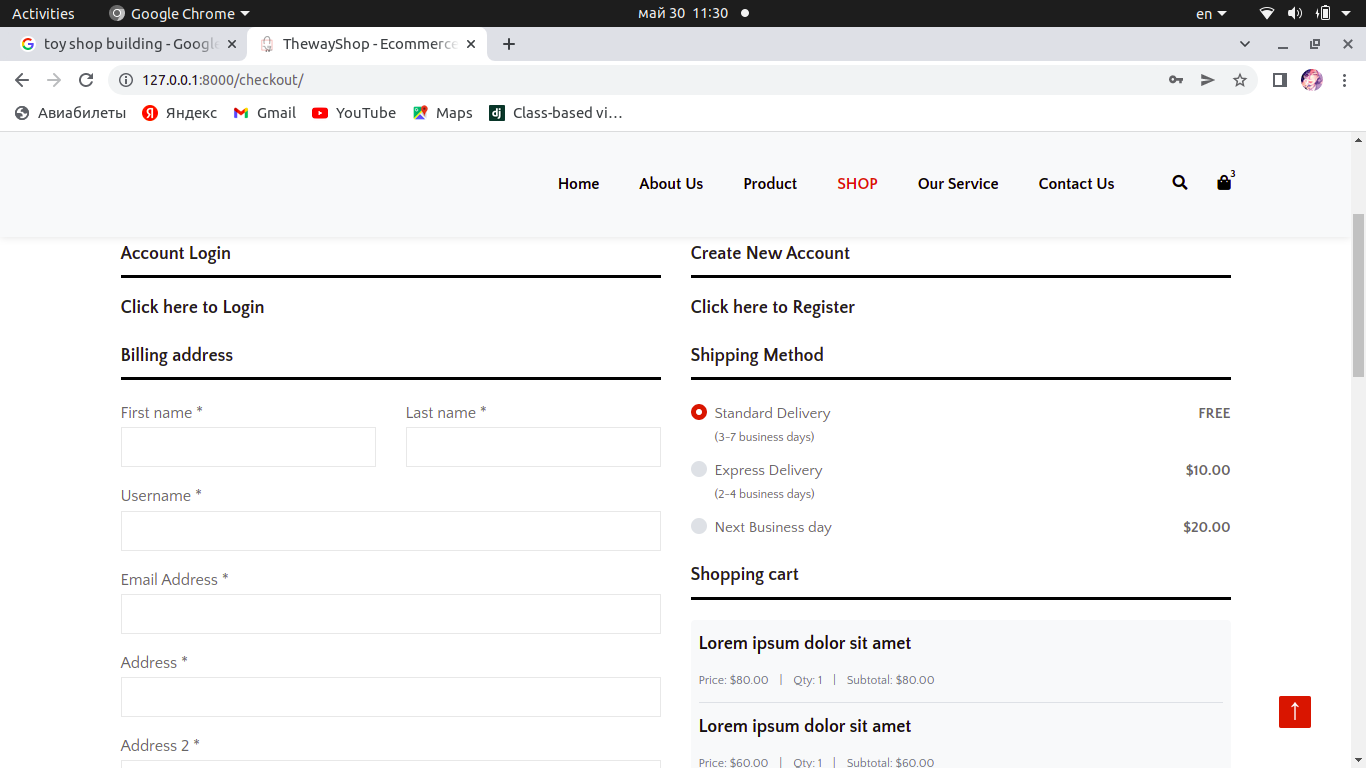 Activities
Google Chrome
май 30 11:30
en
toy shop building - Google
ThewayShop - Ecommerce
127.0.0.1:8000/checkout/
Авиабилеты
Яндекс
Gmail
YouTube
Maps
dj
Class-based vi…
Home
About Us
Product
SHOP
Our Service
Contact Us
3
Account Login
Create New Account
Click here to Login
Click here to Register
Billing address
Shipping Method
First name *
Last name *
Standard Delivery
FREE
(3-7 business days)
Express Delivery
$10.00
(2-4 business days)
Username *
Next Business day
$20.00
Email Address *
Shopping cart
Lorem ipsum dolor sit amet
Address *
Price: $80.00 | Qty: 1 | Subtotal: $80.00
Lorem ipsum dolor sit amet
Address 2 *
Price: $60.00 | Qty: 1 | Subtotal: $60.00